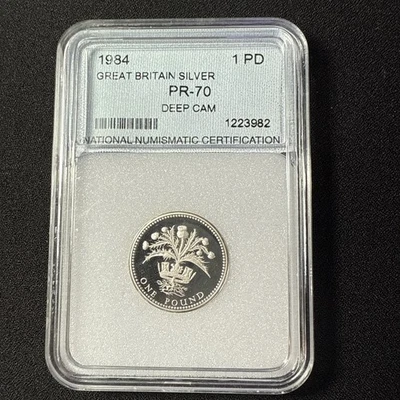 1984 1 PD
GREAT BRITAIN SILVER
PR-70
DEEP CAM
1223982
NATIONAL NUMISMATIC CERTIFICATION
ONE POUND